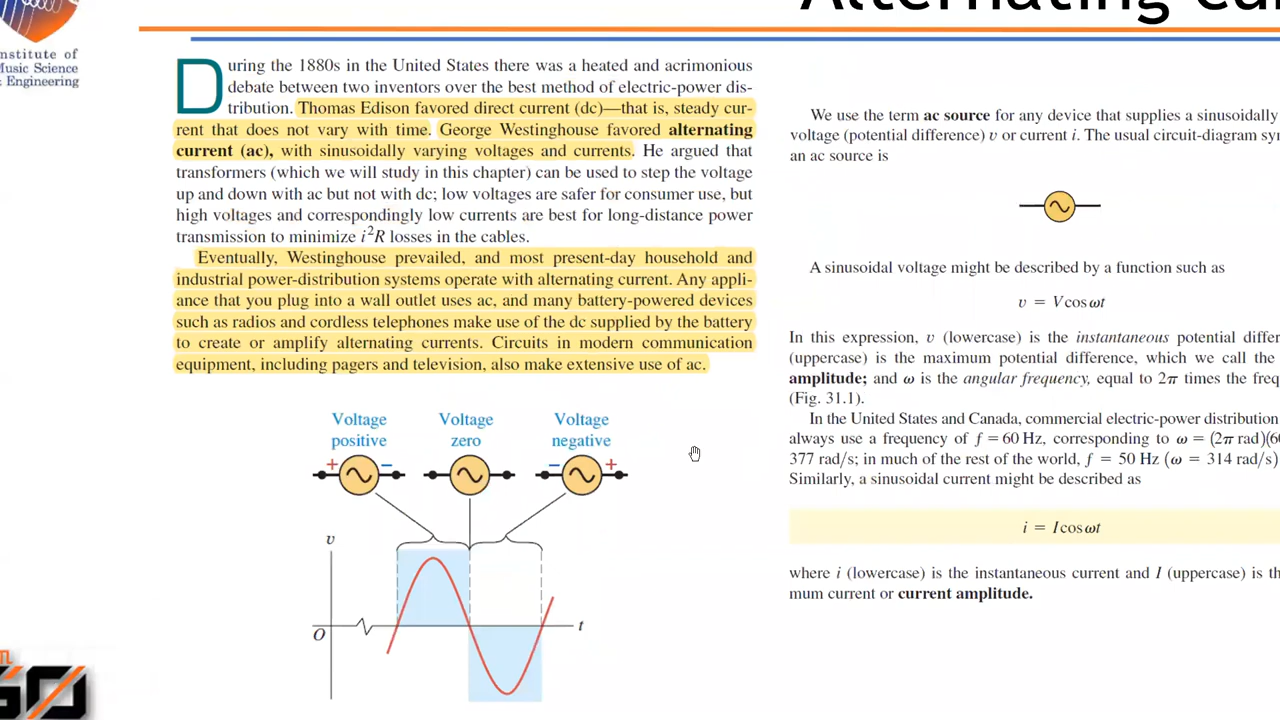 Alternating Cur
nstitute of
Music Science
& Engineering
During the 1880s in the United States there was a heated and acrimonious
debate between two inventors over the best method of electric-power dis-
tribution. Thomas Edison favored direct current (dc)—that is, steady cur-
rent that does not vary with time. George Westinghouse favored alternating
current (ac), with sinusoidally varying voltages and currents. He argued that
transformers (which we will study in this chapter) can be used to step the voltage
up and down with ac but not with dc; low voltages are safer for consumer use, but
high voltages and correspondingly low currents are best for long-distance power
transmission to minimize i²R losses in the cables.
Eventually, Westinghouse prevailed, and most present-day household and
industrial power-distribution systems operate with alternating current. Any appli-
ance that you plug into a wall outlet uses ac, and many battery-powered devices
such as radios and cordless telephones make use of the dc supplied by the battery
to create or amplify alternating currents. Circuits in modern communication
equipment, including pagers and television, also make extensive use of ac.
Voltage positive
Voltage zero
Voltage negative
+ −
− +
v
O
t
We use the term ac source for any device that supplies a sinusoidally
voltage (potential difference) v or current i. The usual circuit-diagram sy
an ac source is
A sinusoidal voltage might be described by a function such as
v = V cos ωt
In this expression, v (lowercase) is the instantaneous potential differ
(uppercase) is the maximum potential difference, which we call the
amplitude; and ω is the angular frequency, equal to 2π times the freq
(Fig. 31.1).
In the United States and Canada, commercial electric-power distribution
always use a frequency of f = 60 Hz, corresponding to ω = (2π rad)(6
377 rad/s; in much of the rest of the world, f = 50 Hz (ω = 314 rad/s)
Similarly, a sinusoidal current might be described as
i = I cos ωt
where i (lowercase) is the instantaneous current and I (uppercase) is th
mum current or current amplitude.